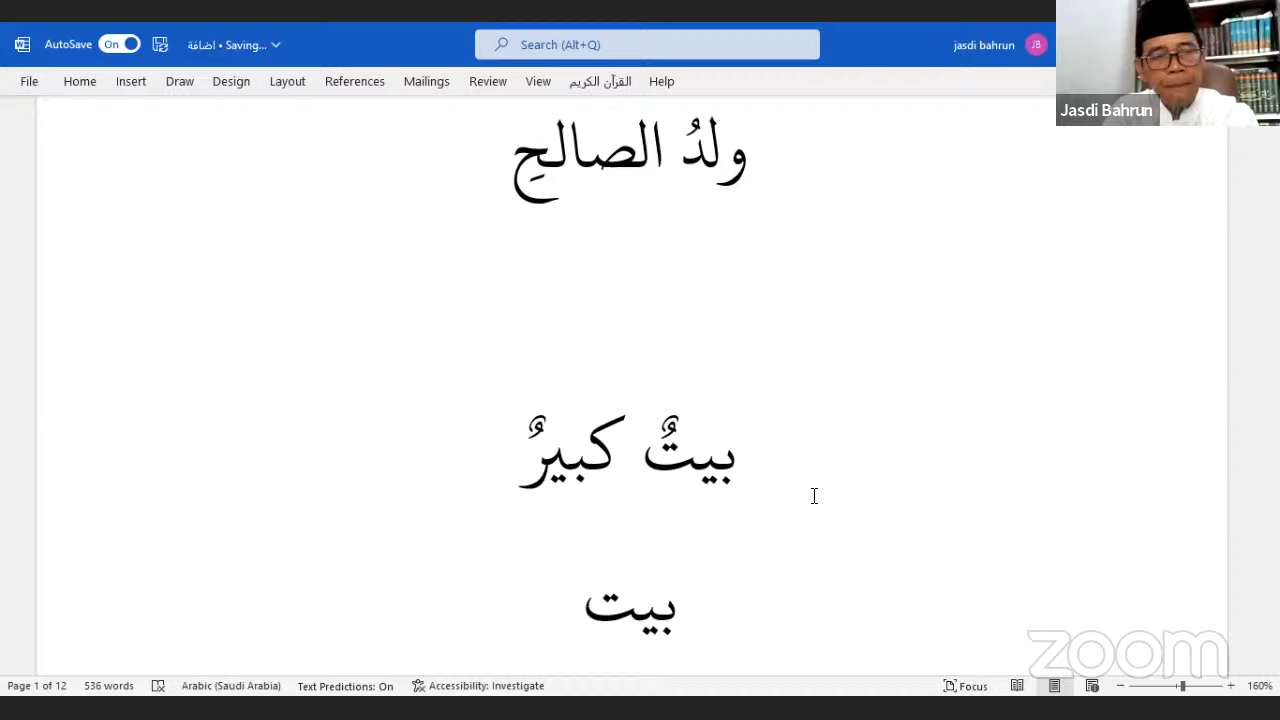 AutoSave On اضافة • Saving... Search (Alt+Q) jasdi bahrun JB
File Home Insert Draw Design Layout References Mailings Review View القرآن الكريم Help
Jasdi Bahrun
ولدُ الصالحِ
بيتٌ كبيرٌ
بيت
zoom
Page 1 of 12 536 words Arabic (Saudi Arabia) Text Predictions: On Accessibility: Investigate Focus 160%